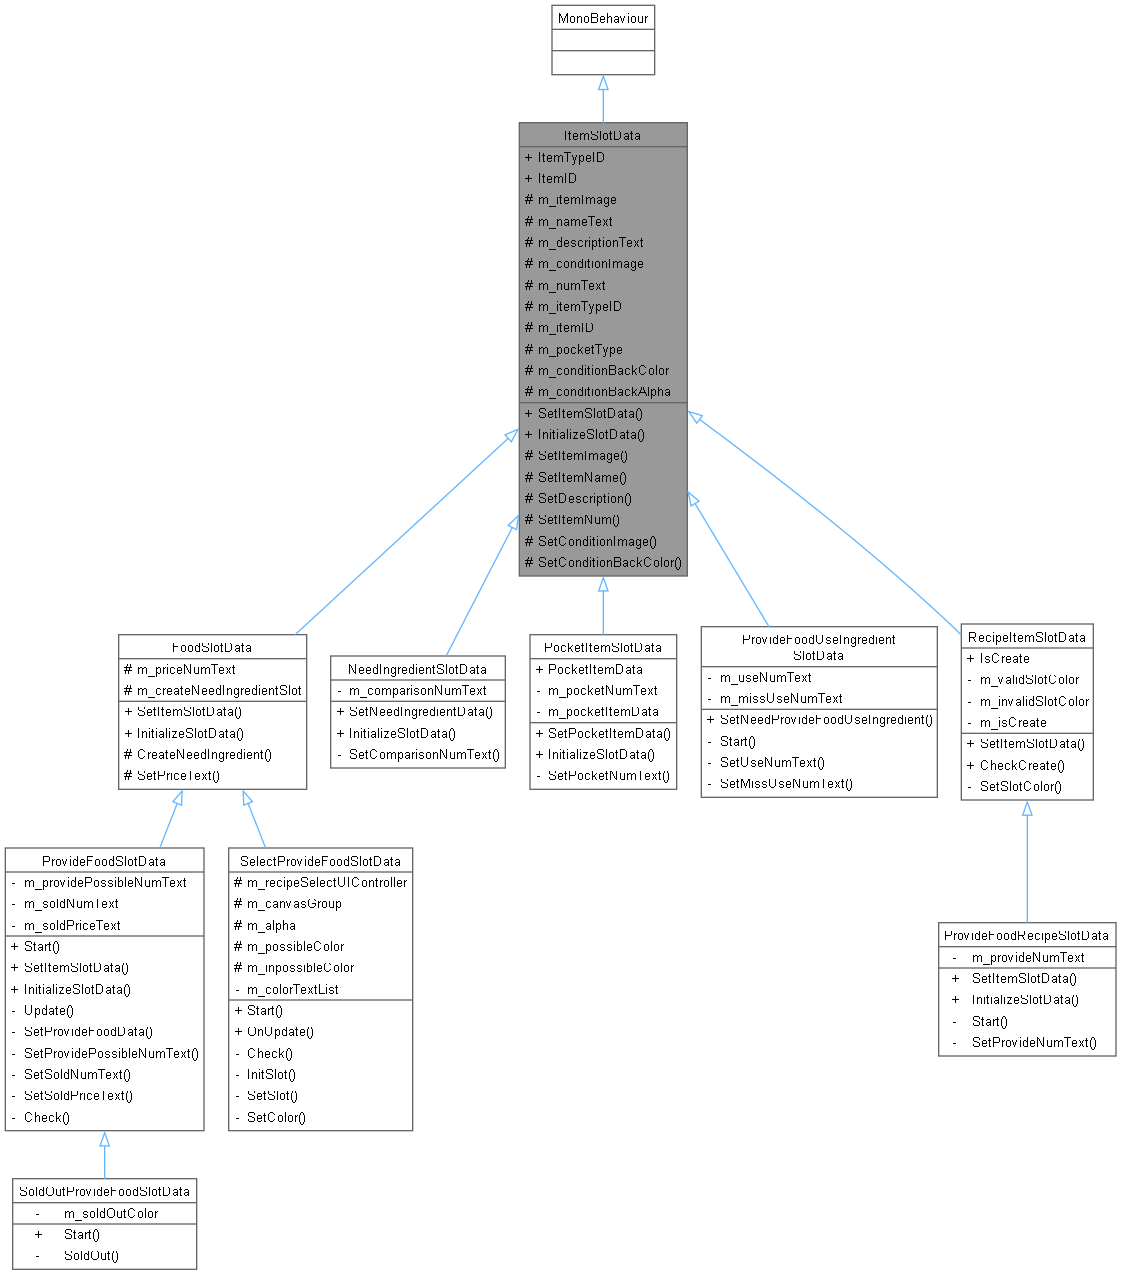 MonoBehaviour
ItemSlotData
+ ItemTypeID
+ ItemID
# m_itemImage
# m_nameText
# m_descriptionText
# m_conditionImage
# m_numText
# m_itemTypeID
# m_itemID
# m_pocketType
# m_conditionBackColor
# m_conditionBackAlpha
+ SetItemSlotData()
+ InitializeSlotData()
# SetItemImage()
# SetItemName()
# SetDescription()
# SetItemNum()
# SetConditionImage()
# SetConditionBackColor()
FoodSlotData
# m_priceNumText
# m_createNeedIngredientSlot
+ SetItemSlotData()
+ InitializeSlotData()
# CreateNeedIngredient()
# SetPriceText()
NeedIngredientSlotData
- m_comparisonNumText
+ SetNeedIngredientData()
+ InitializeSlotData()
- SetComparisonNumText()
PocketItemSlotData
+ PocketItemData
- m_pocketNumText
- m_pocketItemData
+ SetPocketItemData()
+ InitializeSlotData()
- SetPocketNumText()
ProvideFoodUseIngredient
SlotData
- m_useNumText
- m_missUseNumText
+ SetNeedProvideFoodUseIngredient()
- Start()
- SetUseNumText()
- SetMissUseNumText()
RecipeItemSlotData
+ IsCreate
- m_validSlotColor
- m_invalidSlotColor
- m_isCreate
+ SetItemSlotData()
+ CheckCreate()
- SetSlotColor()
ProvideFoodSlotData
- m_providePossibleNumText
- m_soldNumText
- m_soldPriceText
+ Start()
+ SetItemSlotData()
+ InitializeSlotData()
- Update()
- SetProvideFoodData()
- SetProvidePossibleNumText()
- SetSoldNumText()
- SetSoldPriceText()
- Check()
SelectProvideFoodSlotData
# m_recipeSelectUIController
# m_canvasGroup
# m_alpha
# m_possibleColor
# m_inpossibleColor
- m_colorTextList
+ Start()
+ OnUpdate()
- Check()
- InitSlot()
- SetSlot()
- SetColor()
ProvideFoodRecipeSlotData
- m_provideNumText
+ SetItemSlotData()
+ InitializeSlotData()
- Start()
- SetProvideNumText()
SoldOutProvideFoodSlotData
- m_soldOutColor
+ Start()
- SoldOut()